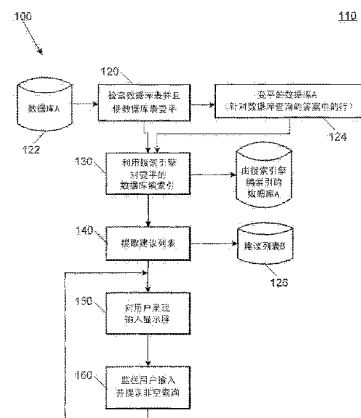 100
110
120
数据库A
122
检索数据库表并且
使数据库表变平
变平的数据库A
(针对数据库查询的答案中的行)
124
130
利用搜索引擎
对变平的
数据库编索引
由搜索引擎
编索引的
数据库A
140
提取建议列表
建议列表B
126
150
向用户呈现
输入显示屏
160
监视用户输入
并提交非空查询